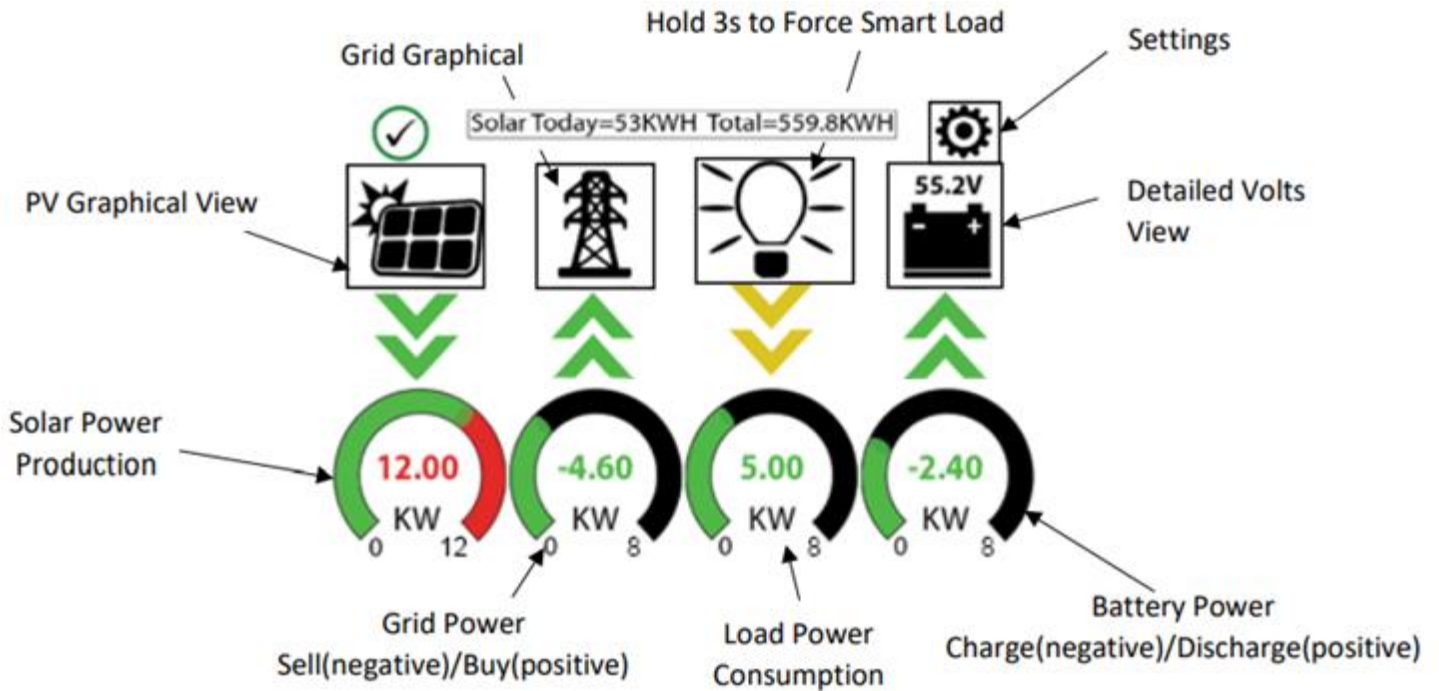 Hold 3s to Force Smart Load
Settings
Grid Graphical
Solar Today=53KWH Total=559.8KWH
55.2V
PV Graphical View
Detailed Volts
View
- +
Solar Power
Production
12.00
-4.60
5.00
-2.40
KW
KW
KW
KW
0 12
0 8
0 8
0 8
Grid Power
Sell(negative)/Buy(positive)
Load Power
Consumption
Battery Power
Charge(negative)/Discharge(positive)